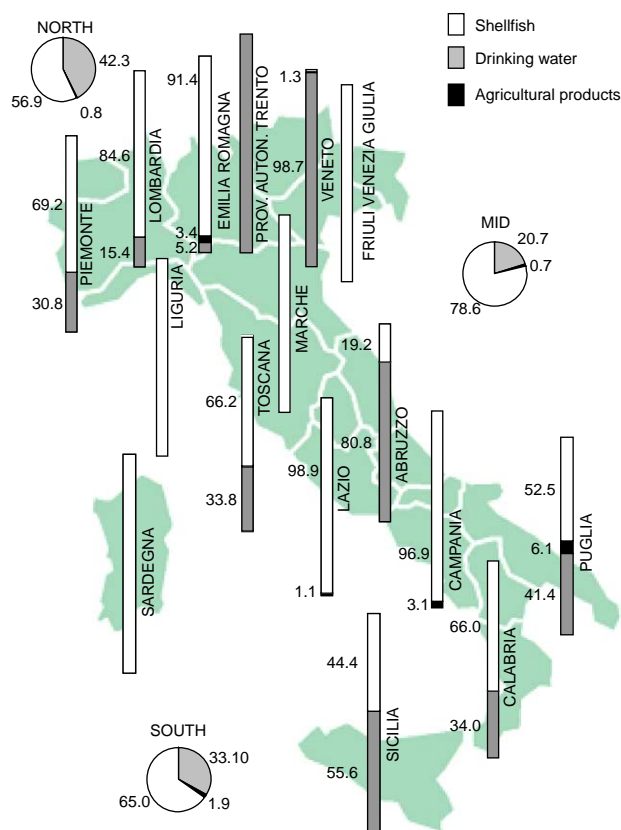 NORTH
42.3
56.9
0.8
Shellfish
Drinking water
Agricultural products
91.4
3.4
5.2
EMILIA ROMAGNA
PROV. AUTON. TRENTO
1.3
98.7
VENETO
FRIULI VENEZIA GIULIA
84.6
15.4
LOMBARDIA
69.2
30.8
PIEMONTE
LIGURIA
MARCHE
MID
20.7
0.7
78.6
66.2
33.8
TOSCANA
19.2
80.8
ABRUZZO
98.9
1.1
LAZIO
96.9
3.1
CAMPANIA
52.5
6.1
41.4
PUGLIA
SARDEGNA
66.0
34.0
CALABRIA
44.4
55.6
SICILIA
SOUTH
33.10
65.0
1.9